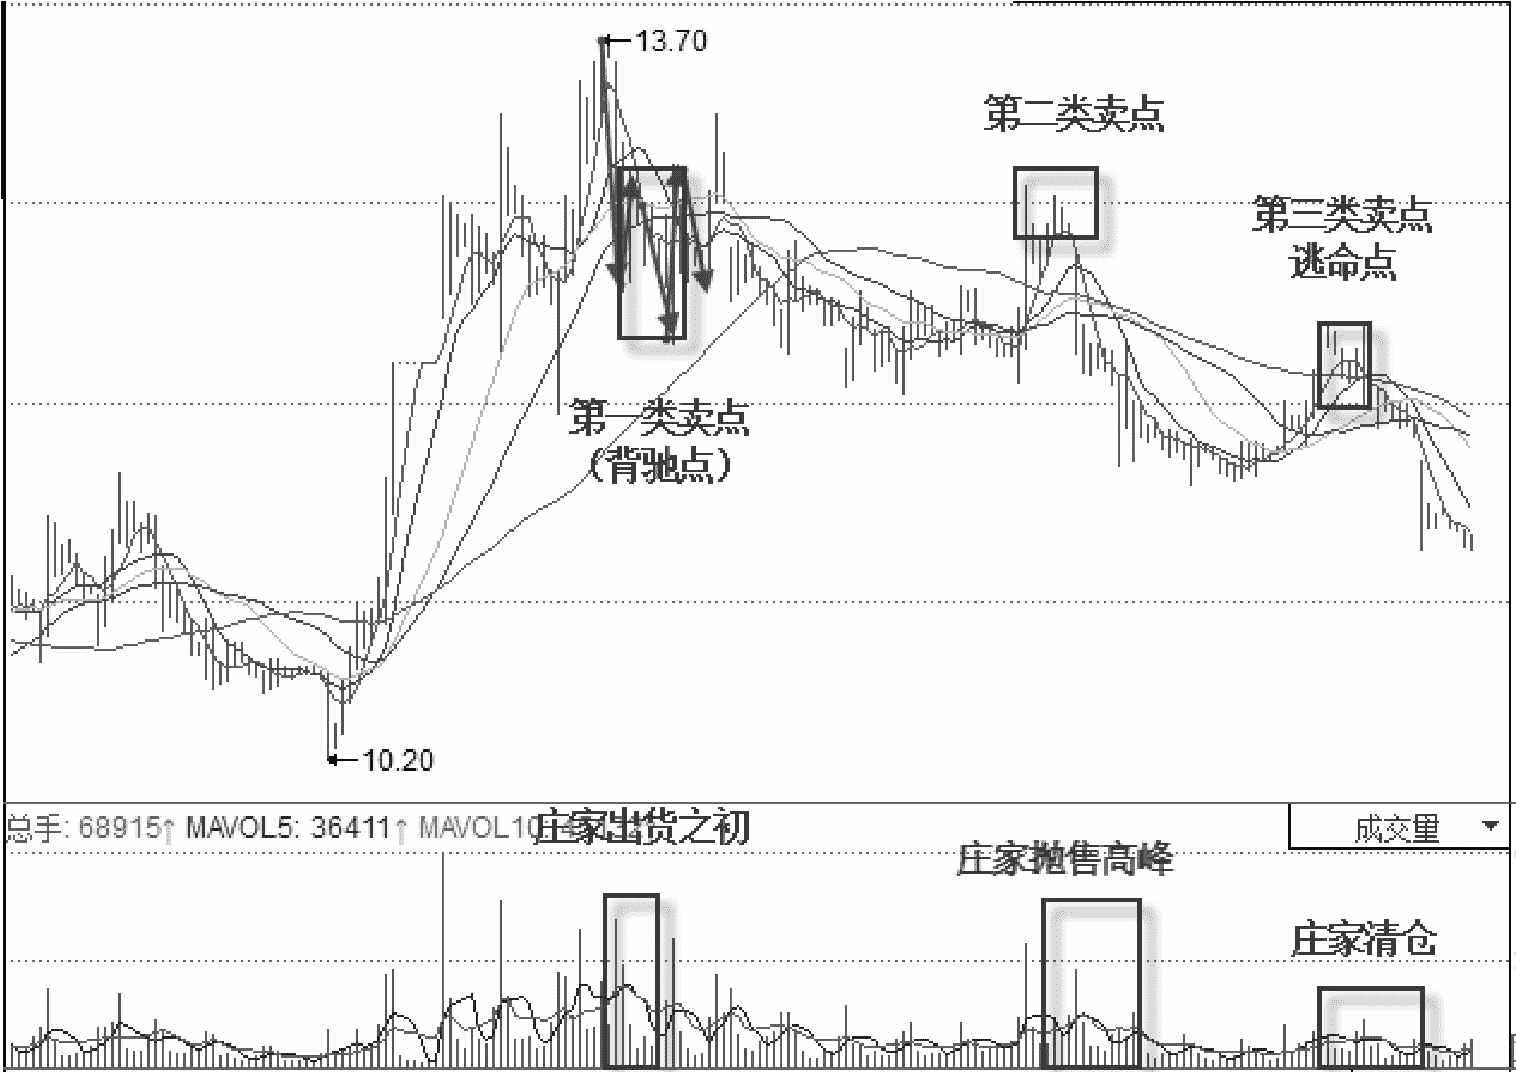 13.70
第二类卖点
第三类卖点
逃命点
第一类卖点
（背驰点）
10.20
总手: 68915↑ MAVOL5: 36411↑ MAVOL10
庄家出货之初
成交量
庄家抛售高峰
庄家清仓